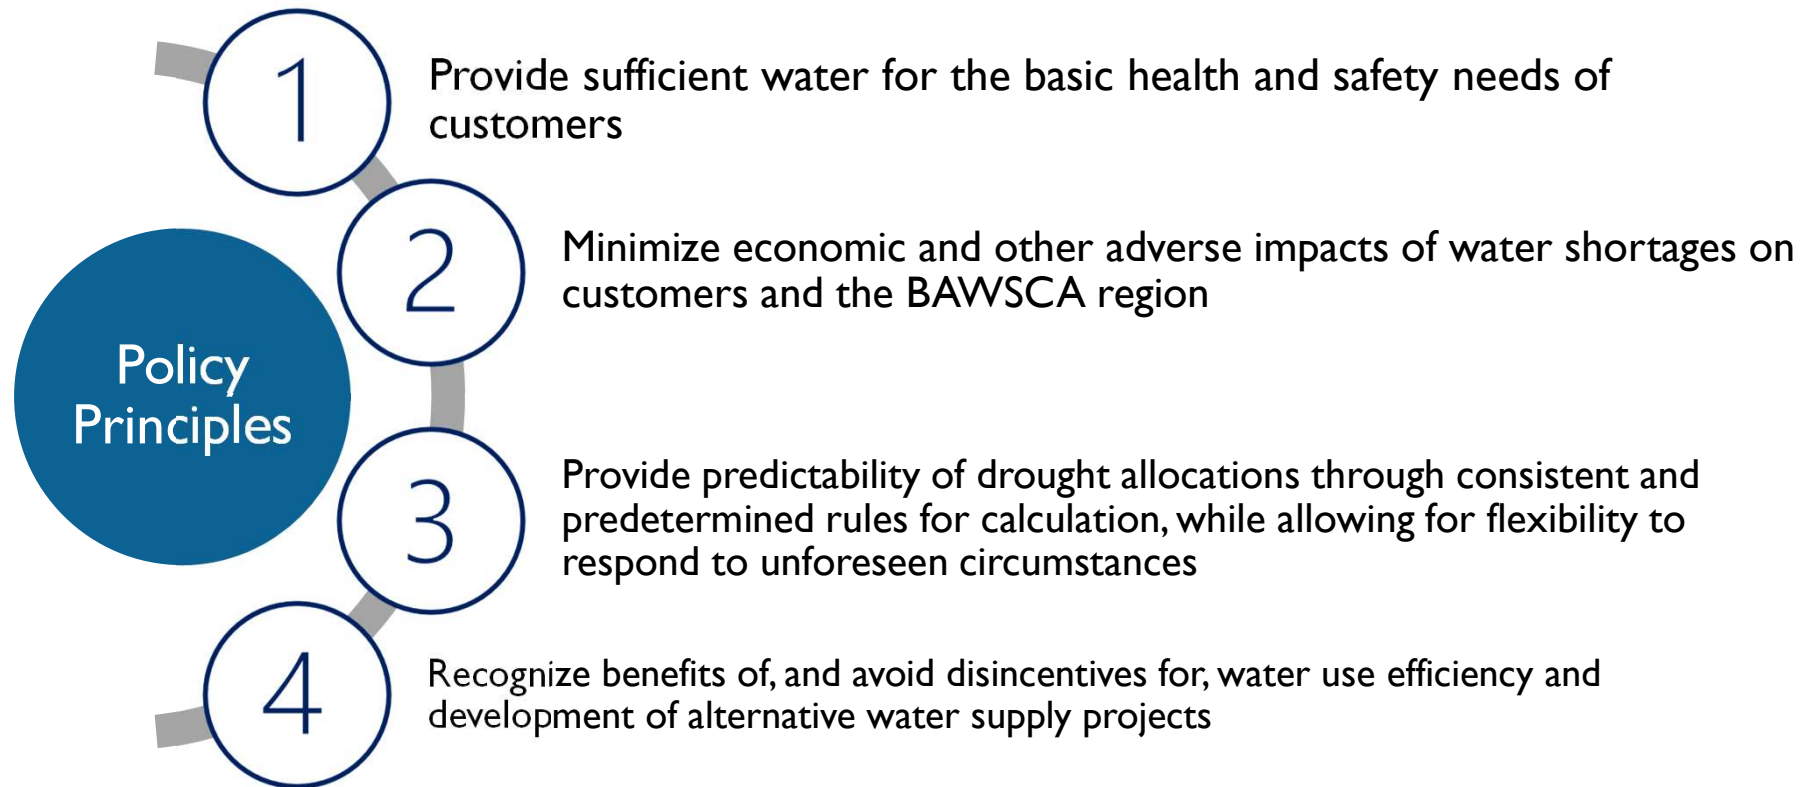 1
Provide sufficient water for the basic health and safety needs of
customers
2
Minimize economic and other adverse impacts of water shortages on
customers and the BAWSCA region
Policy
Principles
3
Provide predictability of drought allocations through consistent and
predetermined rules for calculation, while allowing for flexibility to
respond to unforeseen circumstances
4
Recognize benefits of, and avoid disincentives for, water use efficiency and
development of alternative water supply projects